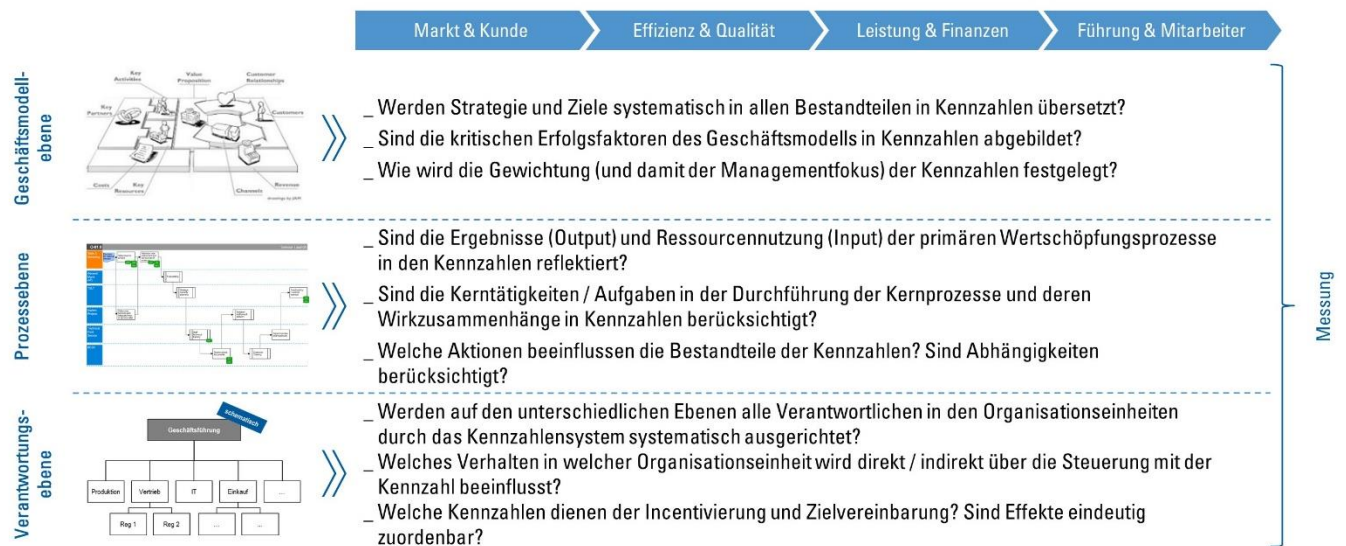 Markt & Kunde
Effizienz & Qualität
Leistung & Finanzen
Führung & Mitarbeiter
Geschäftsmodell-
ebene
Key
Activities
Value
Proposition
Customer
Relationships
Key
Partners
Customers
Costs
Key
Resources
Channels
Revenue
_ Werden Strategie und Ziele systematisch in allen Bestandteilen in Kennzahlen übersetzt?
_ Sind die kritischen Erfolgsfaktoren des Geschäftsmodells in Kennzahlen abgebildet?
_ Wie wird die Gewichtung (und damit der Managementfokus) der Kennzahlen festgelegt?
Prozessebene
_ Sind die Ergebnisse (Output) und Ressourcennutzung (Input) der primären Wertschöpfungsprozesse
in den Kennzahlen reflektiert?
_ Sind die Kerntätigkeiten / Aufgaben in der Durchführung der Kernprozesse und deren
Wirkzusammenhänge in Kennzahlen berücksichtigt?
_ Welche Aktionen beeinflussen die Bestandteile der Kennzahlen? Sind Abhängigkeiten
berücksichtigt?
Verantwortungs-
ebene
schematisch
Geschäftsführung
Produktion
Vertrieb
IT
Einkauf
...
Reg 1
Reg 2
...
...
_ Werden auf den unterschiedlichen Ebenen alle Verantwortlichen in den Organisationseinheiten
durch das Kennzahlensystem systematisch ausgerichtet?
_ Welches Verhalten in welcher Organisationseinheit wird direkt / indirekt über die Steuerung mit der
Kennzahl beeinflusst?
_ Welche Kennzahlen dienen der Incentivierung und Zielvereinbarung? Sind Effekte eindeutig
zuordenbar?
Messung